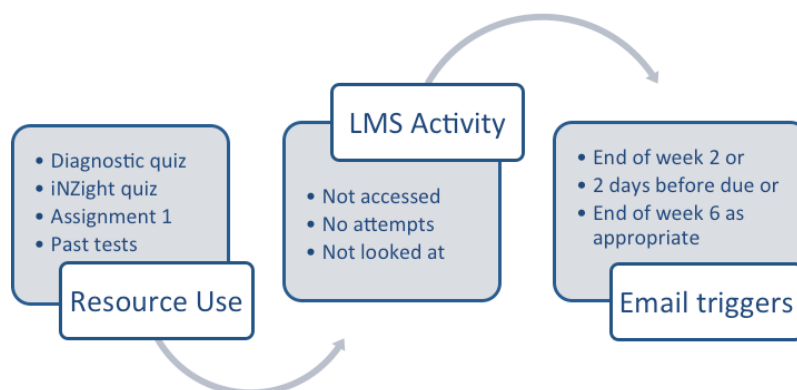 • Diagnostic quiz
• iNZight quiz
• Assignment 1
• Past tests
Resource Use
LMS Activity
• Not accessed
• No attempts
• Not looked at
• End of week 2 or
• 2 days before due or
• End of week 6 as
appropriate
Email triggers